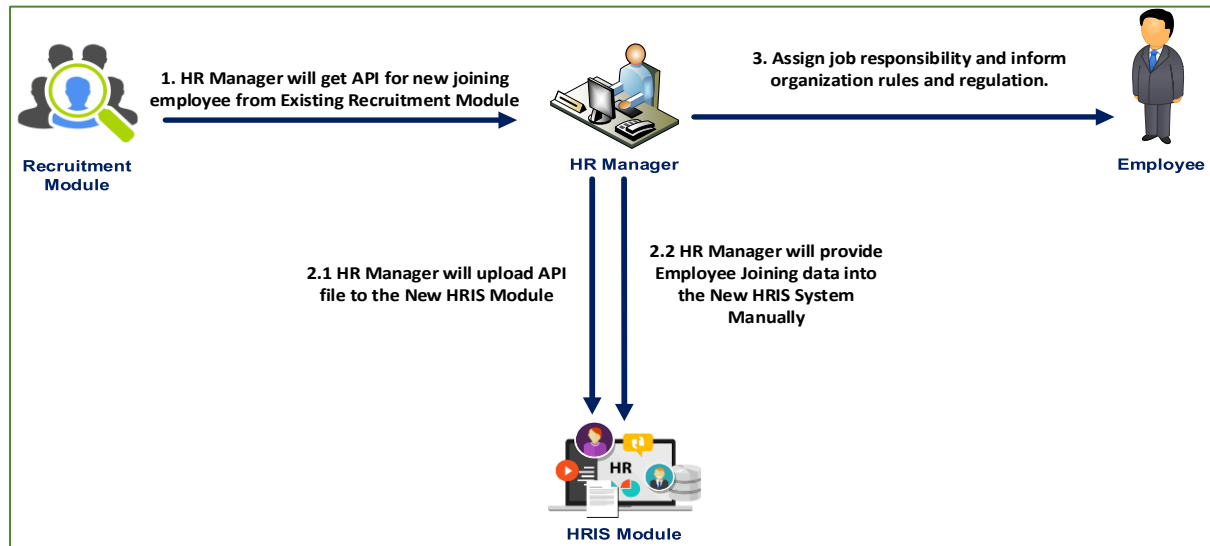 1. HR Manager will get API for new joining
employee from Existing Recruitment Module
3. Assign job responsibility and inform
organization rules and regulation.
Recruitment
Module
HR Manager
Employee
2.1 HR Manager will upload API
file to the New HRIS Module
2.2 HR Manager will provide
Employee Joining data into
the New HRIS System
Manually
HR
HRIS Module